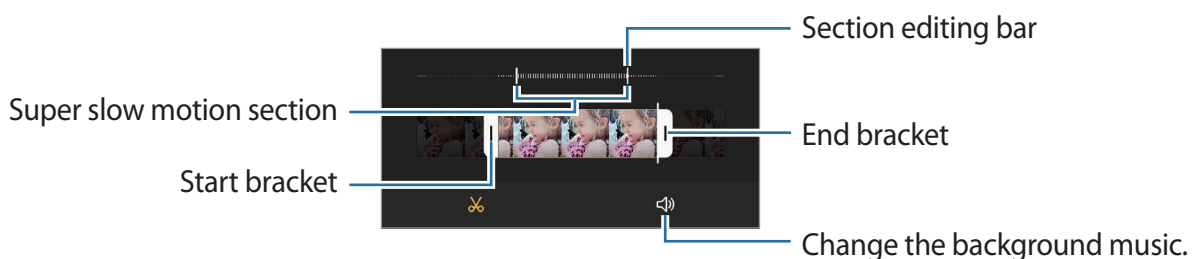 Section editing bar
Super slow motion section
End bracket
Start bracket
Change the background music.